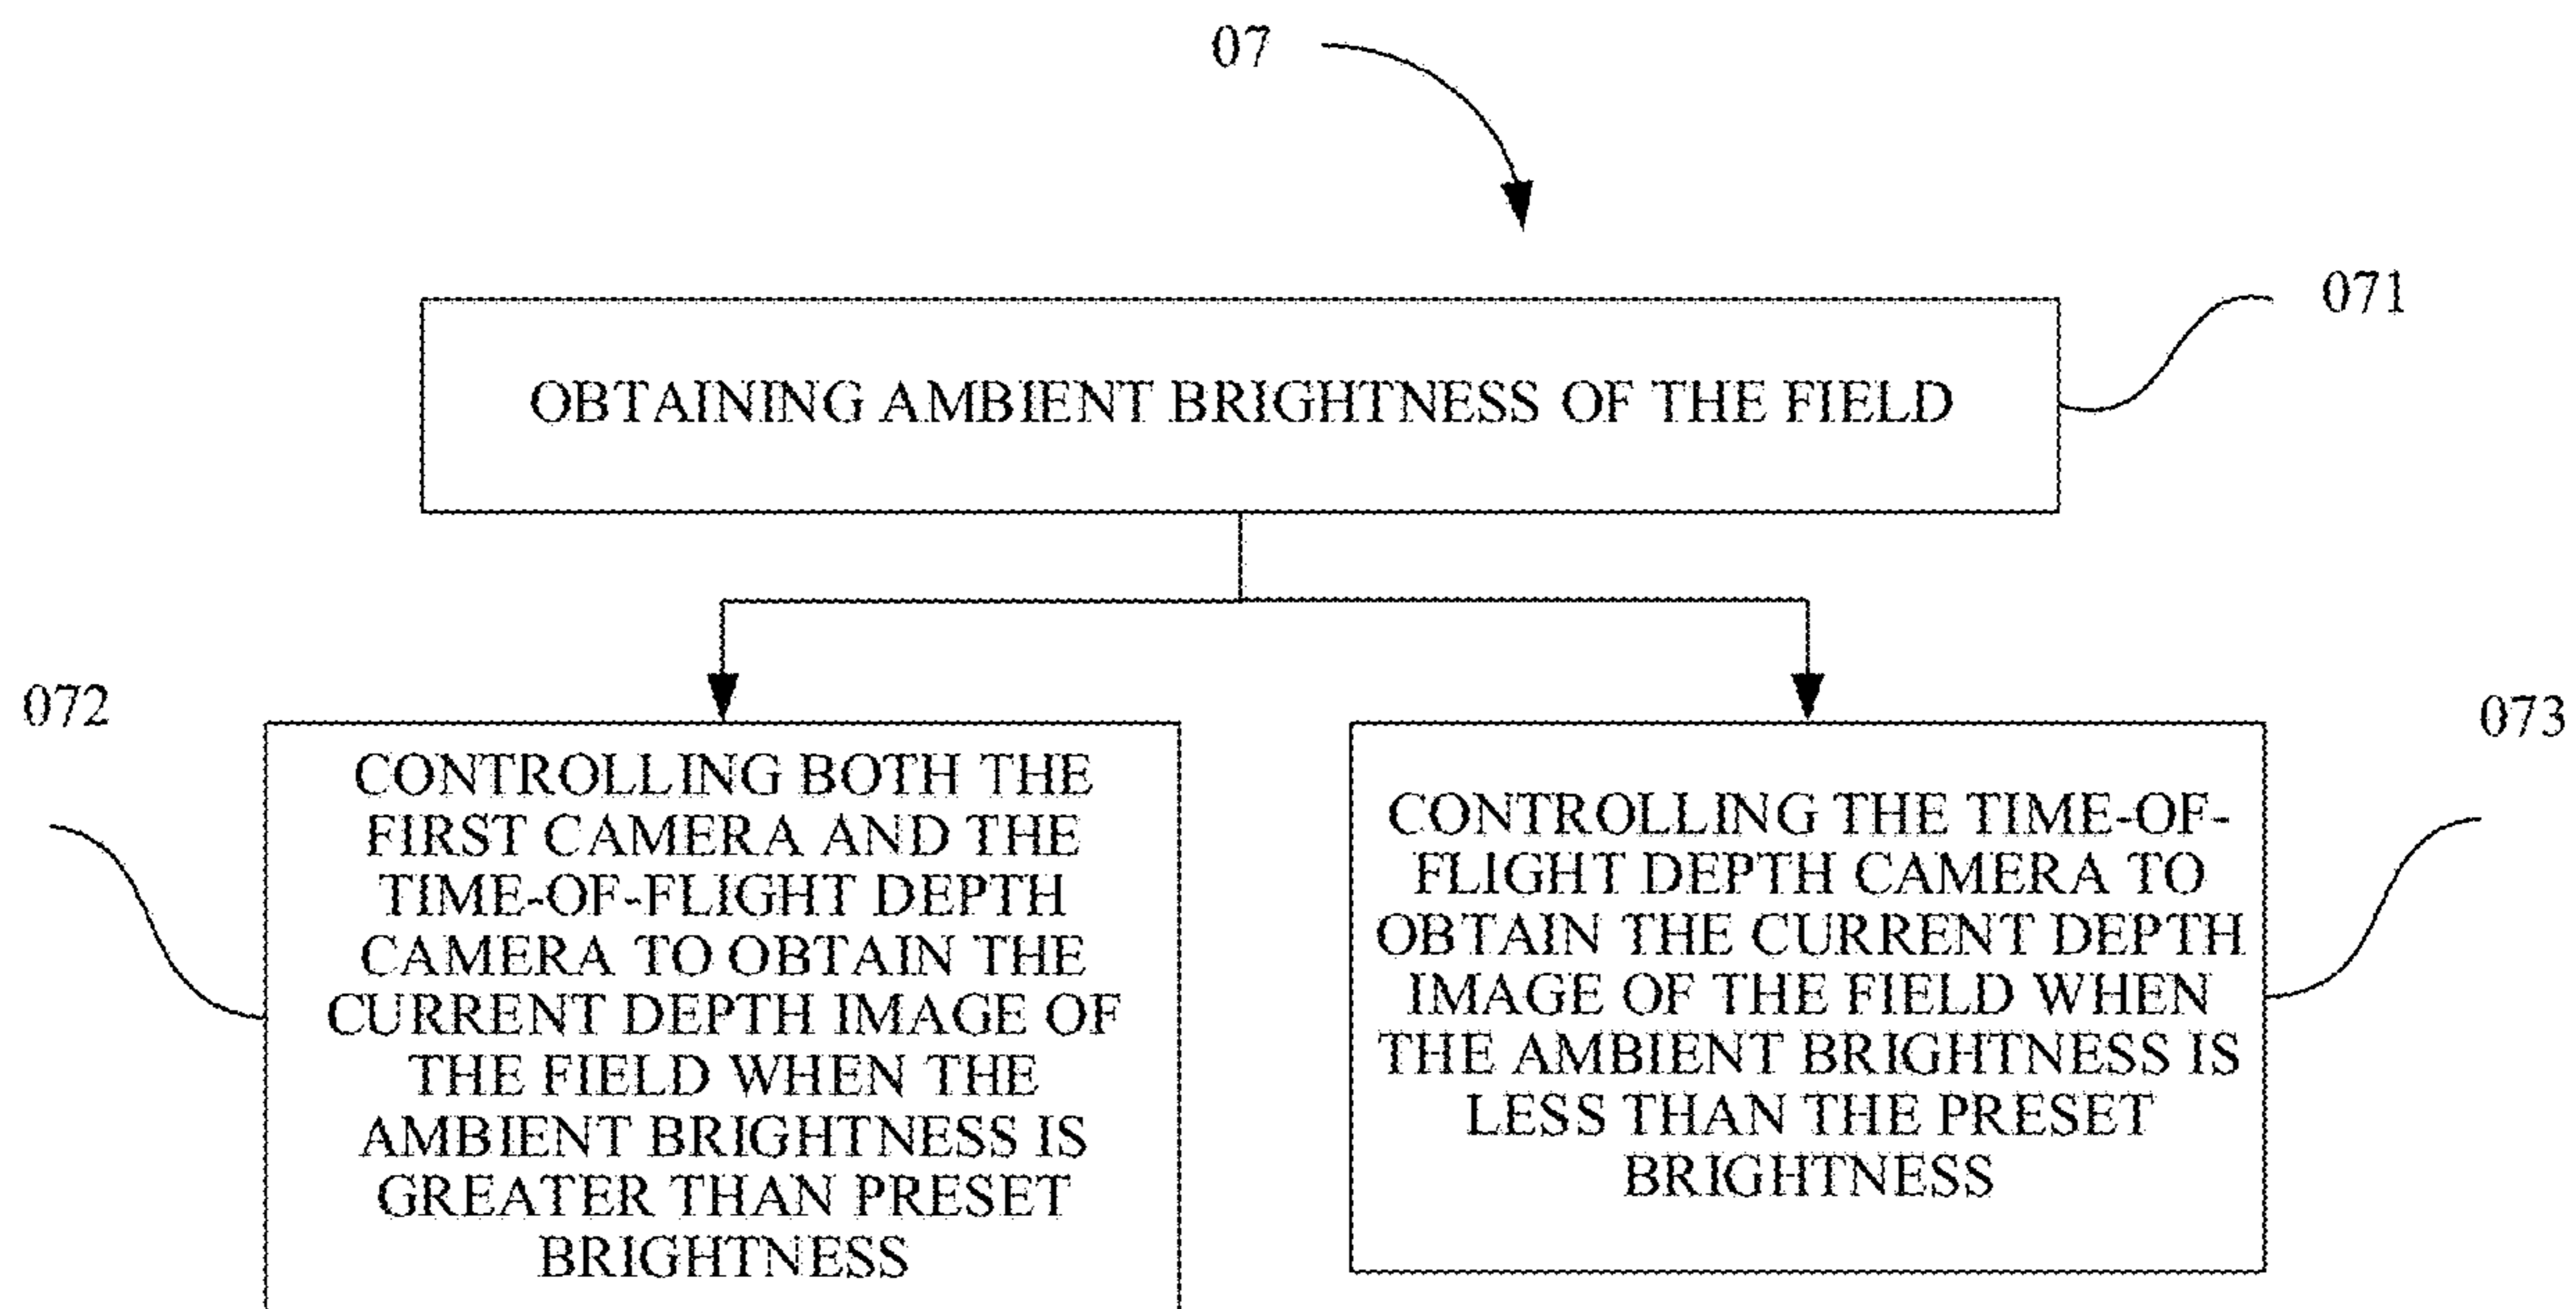 07
071
OBTAINING AMBIENT BRIGHTNESS OF THE FIELD
072
CONTROLLING BOTH THE
FIRST CAMERA AND THE
TIME-OF-FLIGHT DEPTH
CAMERA TO OBTAIN THE
CURRENT DEPTH IMAGE OF
THE FIELD WHEN THE
AMBIENT BRIGHTNESS IS
GREATER THAN PRESET
BRIGHTNESS
073
CONTROLLING THE TIME-OF-
FLIGHT DEPTH CAMERA TO
OBTAIN THE CURRENT DEPTH
IMAGE OF THE FIELD WHEN
THE AMBIENT BRIGHTNESS IS
LESS THAN THE PRESET
BRIGHTNESS